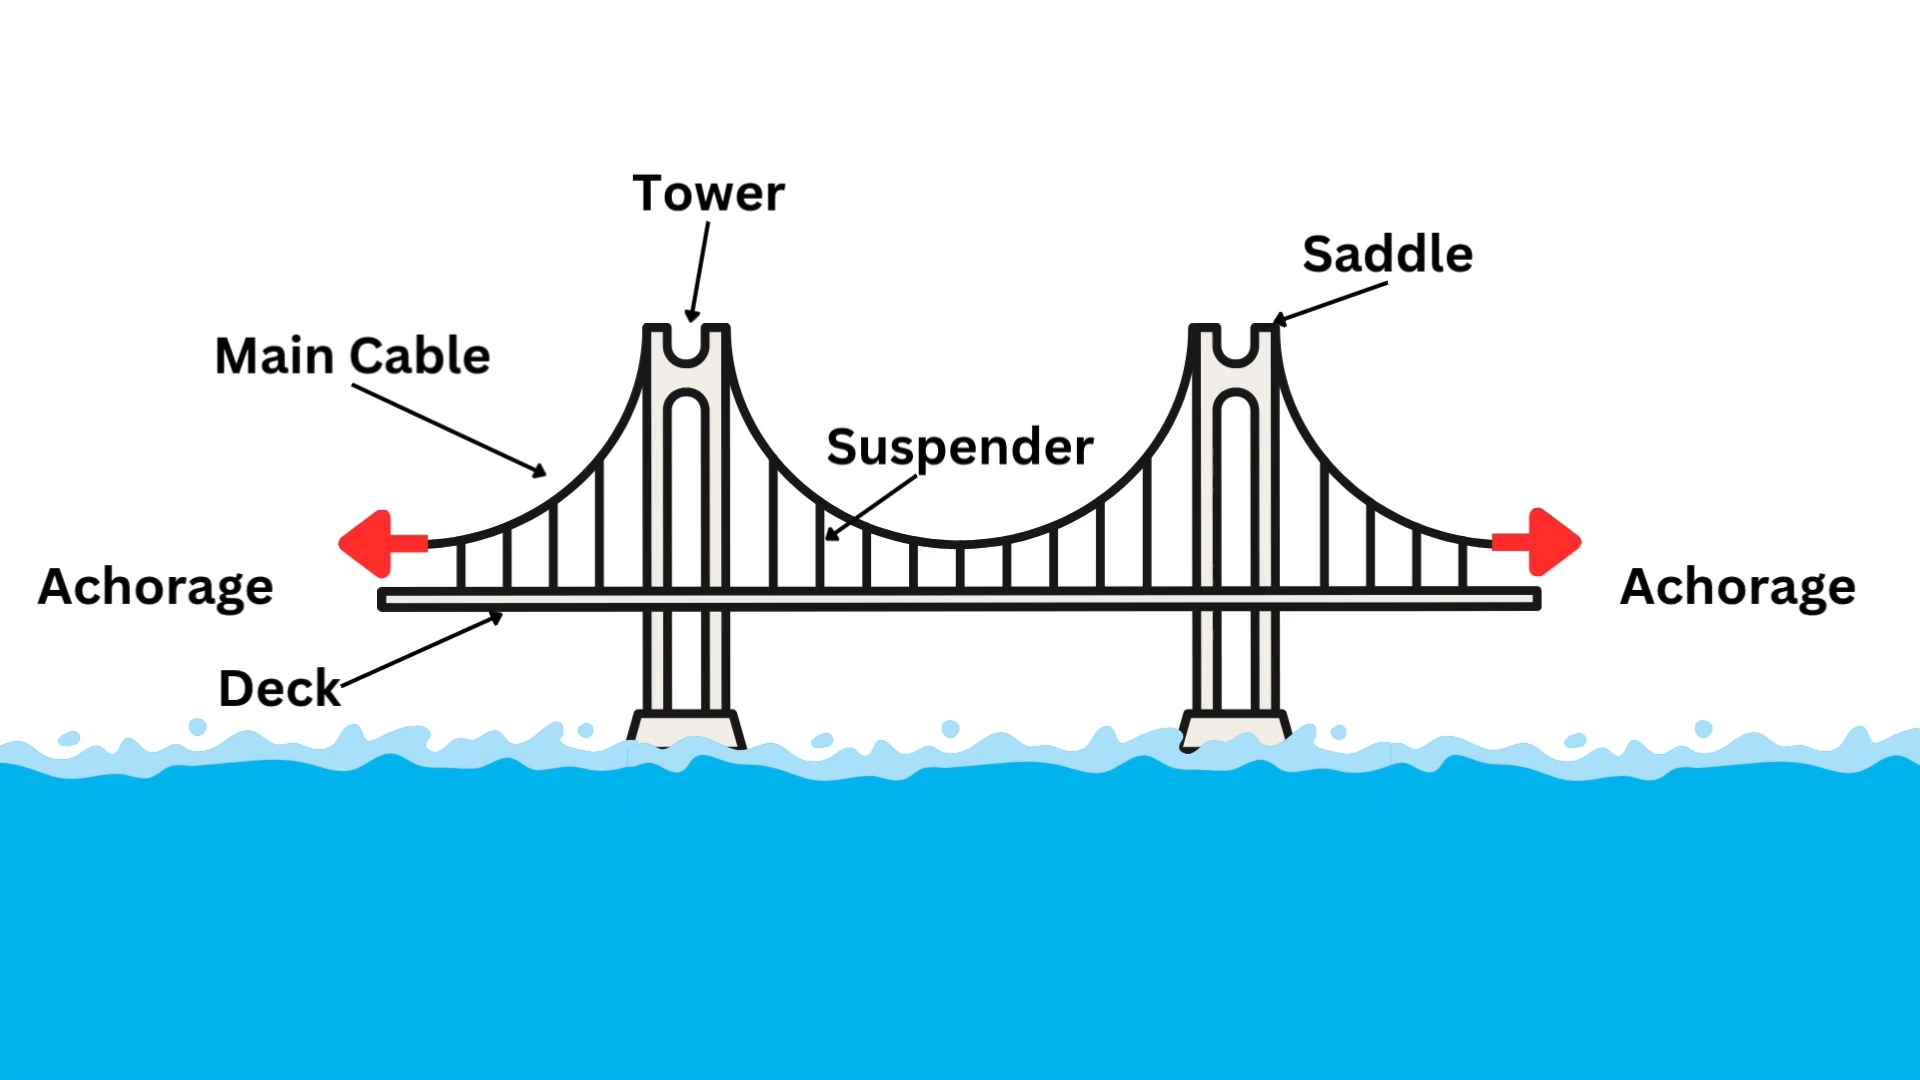 Tower
Saddle
Main Cable
Suspender
Achorage
Achorage
Deck